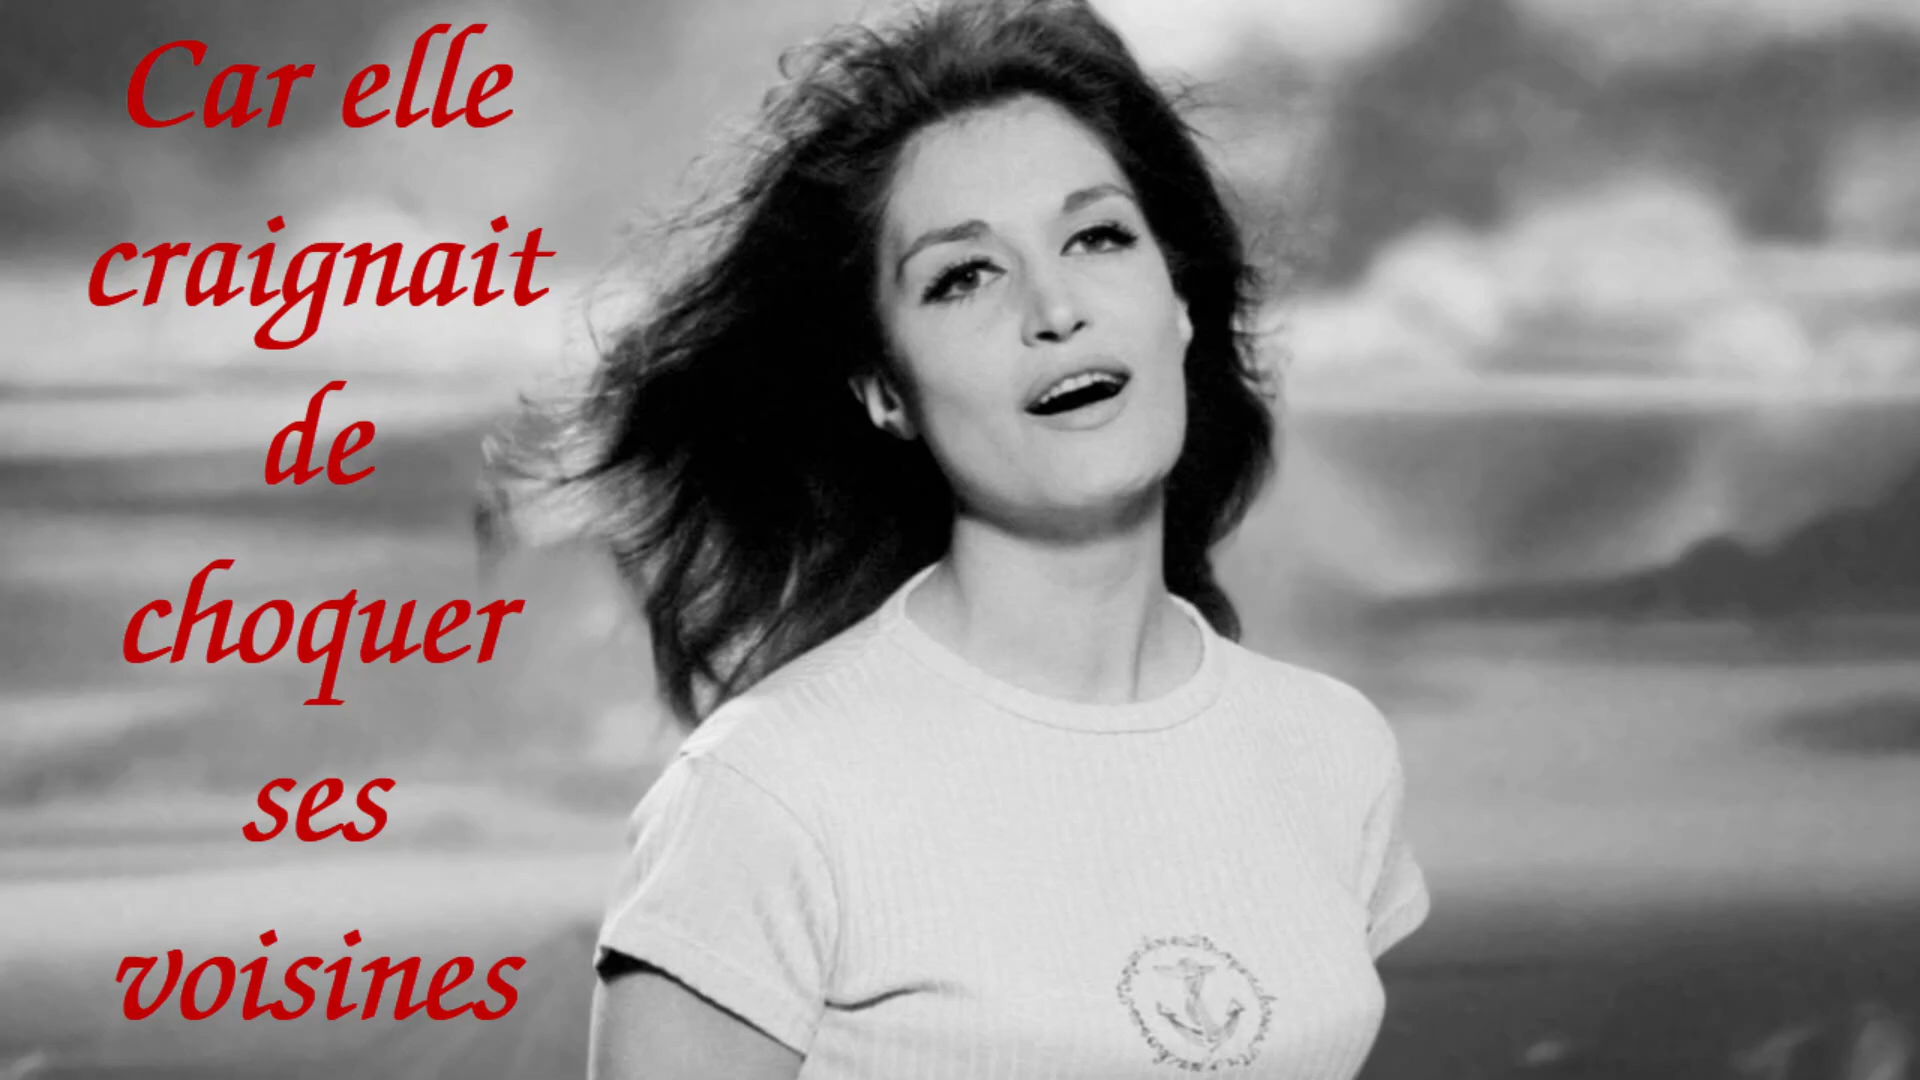 Car elle
craignait
de
choquer
ses
voisines